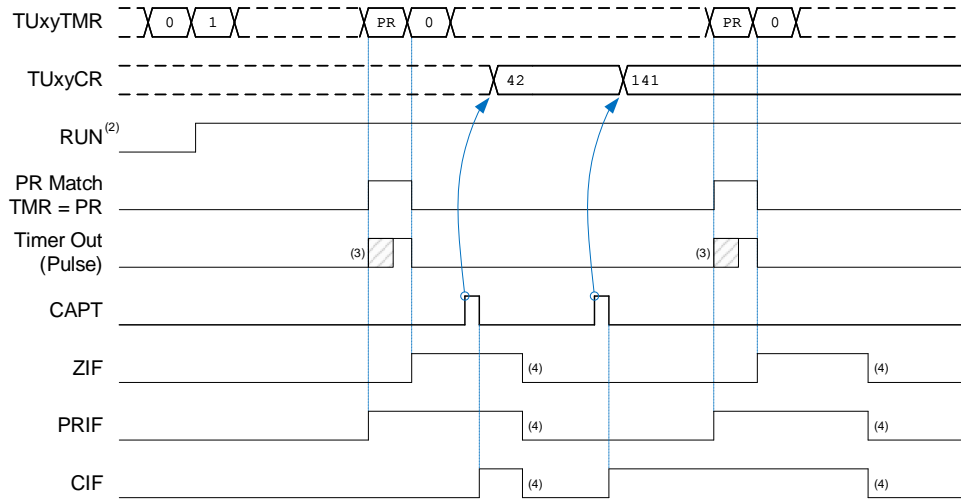 TUxyTMR 0 1 PR 0 PR 0
TUxyCR 42 141
RUN(2)
PR Match
TMR = PR
Timer Out (3) (3)
(Pulse)
CAPT
ZIF (4) (4)
PRIF (4) (4)
CIF (4) (4)